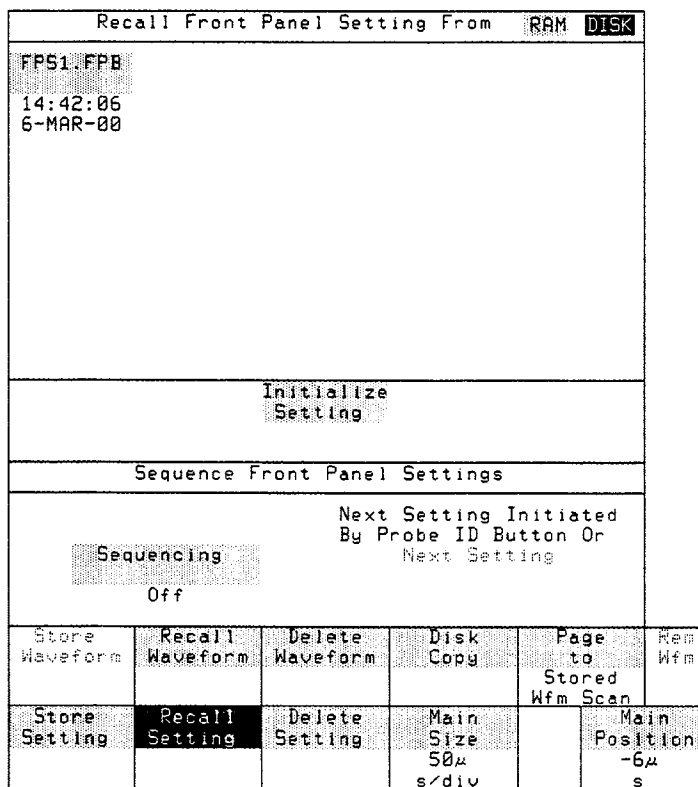 Recall Front Panel Setting From RAM DISK
FPS1.FPB
14:42:06
6-MAR-00
Initialize
Setting
Sequence Front Panel Settings
Next Setting Initiated
By Probe ID Button Or
Next Setting
Sequencing
Off
Store
Waveform
Recall
Waveform
Delete
Waveform
Disk
Copy
Page
to
Stored
Wfm Scan
Rem
Wfm
Store
Setting
Recall
Setting
Delete
Setting
Main
Size
50µ
s/div
Main
Position
-6µ
s